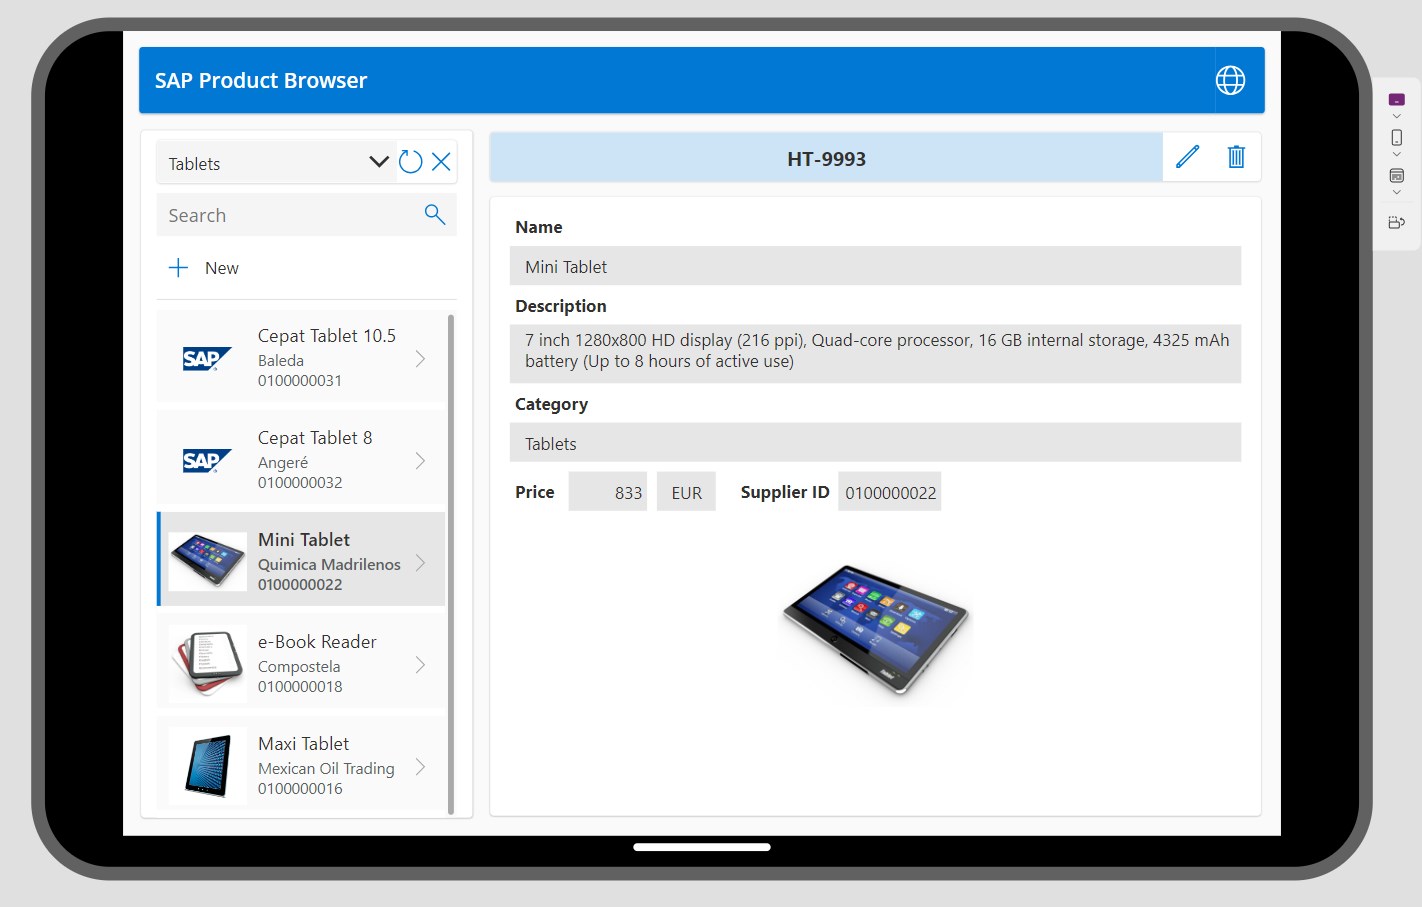 SAP Product Browser
Tablets
Search
New
SAP
Cepat Tablet 10.5
Baleda
0100000031
SAP
Cepat Tablet 8
Angeré
0100000032
Mini Tablet
Quimica Madrilenos
0100000022
e-Book Reader
Compostela
0100000018
Maxi Tablet
Mexican Oil Trading
0100000016
HT-9993
Name
Mini Tablet
Description
7 inch 1280x800 HD display (216 ppi), Quad-core processor, 16 GB internal storage, 4325 mAh
battery (Up to 8 hours of active use)
Category
Tablets
Price 833 EUR Supplier ID 0100000022